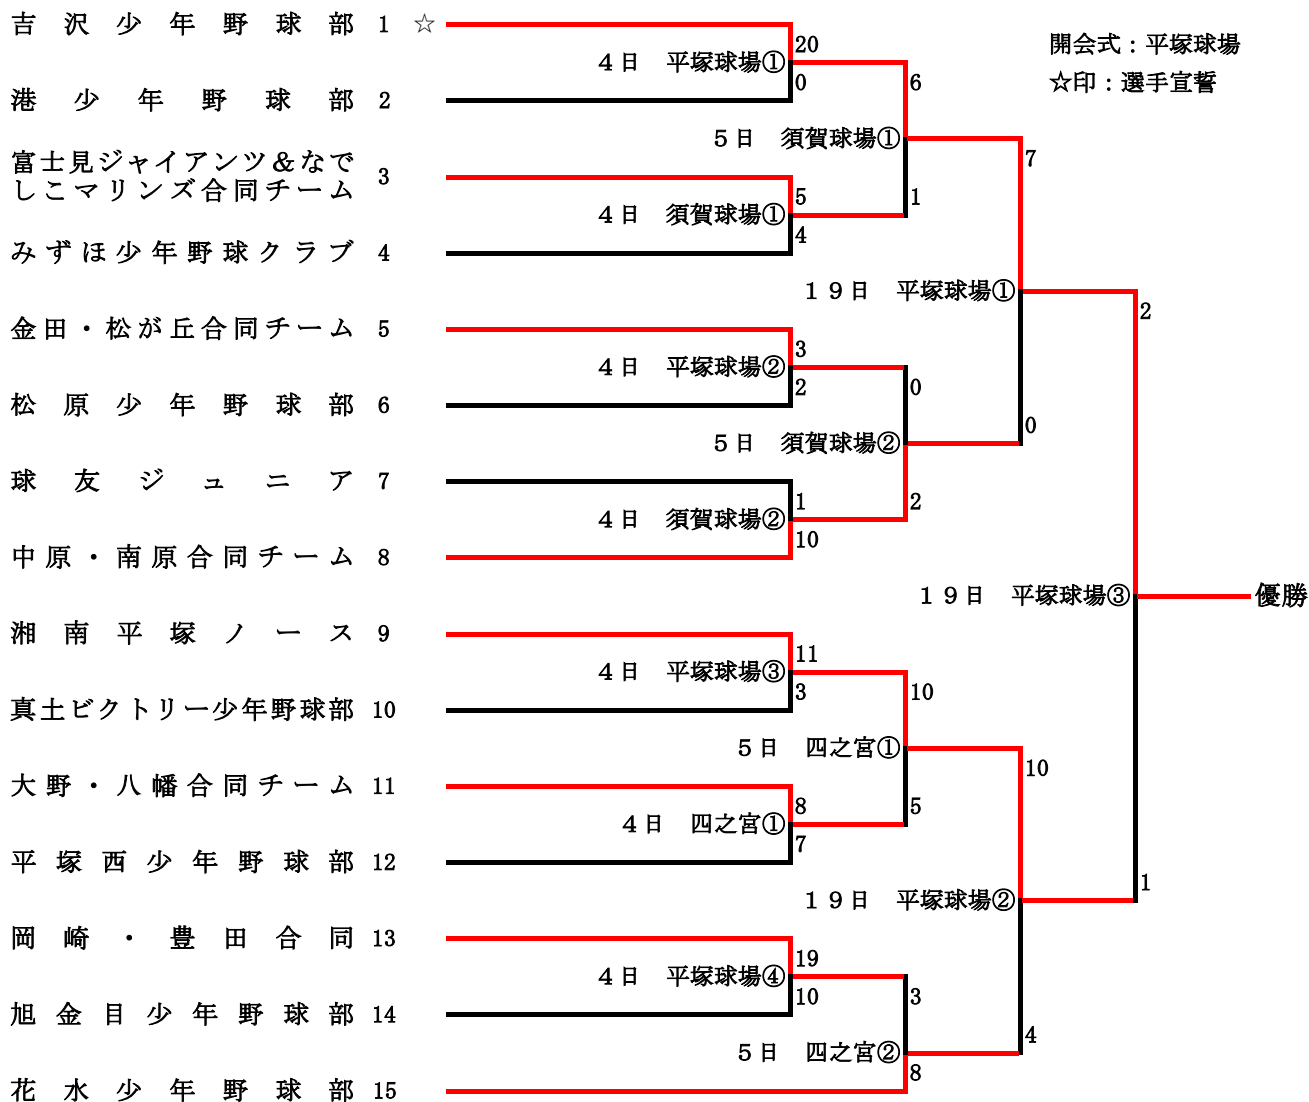 吉沢少年野球部 1 ☆
20
開会式：平塚球場
4日 平塚球場①
0
6
☆印：選手宣誓
港少年野球部 2
5日 須賀球場①
7
富士見ジャイアンツ＆なで
しこマリンズ合同チーム 3
5
1
4日 須賀球場①
4
みずほ少年野球クラブ 4
19日 平塚球場①
2
金田・松が丘合同チーム 5
3
4日 平塚球場②
2
0
松原少年野球部 6
0
5日 須賀球場②
球友ジュニア 7
1
2
4日 須賀球場②
10
中原・南原合同チーム 8
19日 平塚球場③ 優勝
湘南平塚ノース 9
11
4日 平塚球場③
3
10
真土ビクトリー少年野球部 10
5日 四之宮①
10
大野・八幡合同チーム 11
8
5
4日 四之宮①
7
平塚西少年野球部 12
1
19日 平塚球場②
岡崎・豊田合同 13
19
4日 平塚球場④
10
3
旭金目少年野球部 14
4
5日 四之宮②
8
花水少年野球部 15